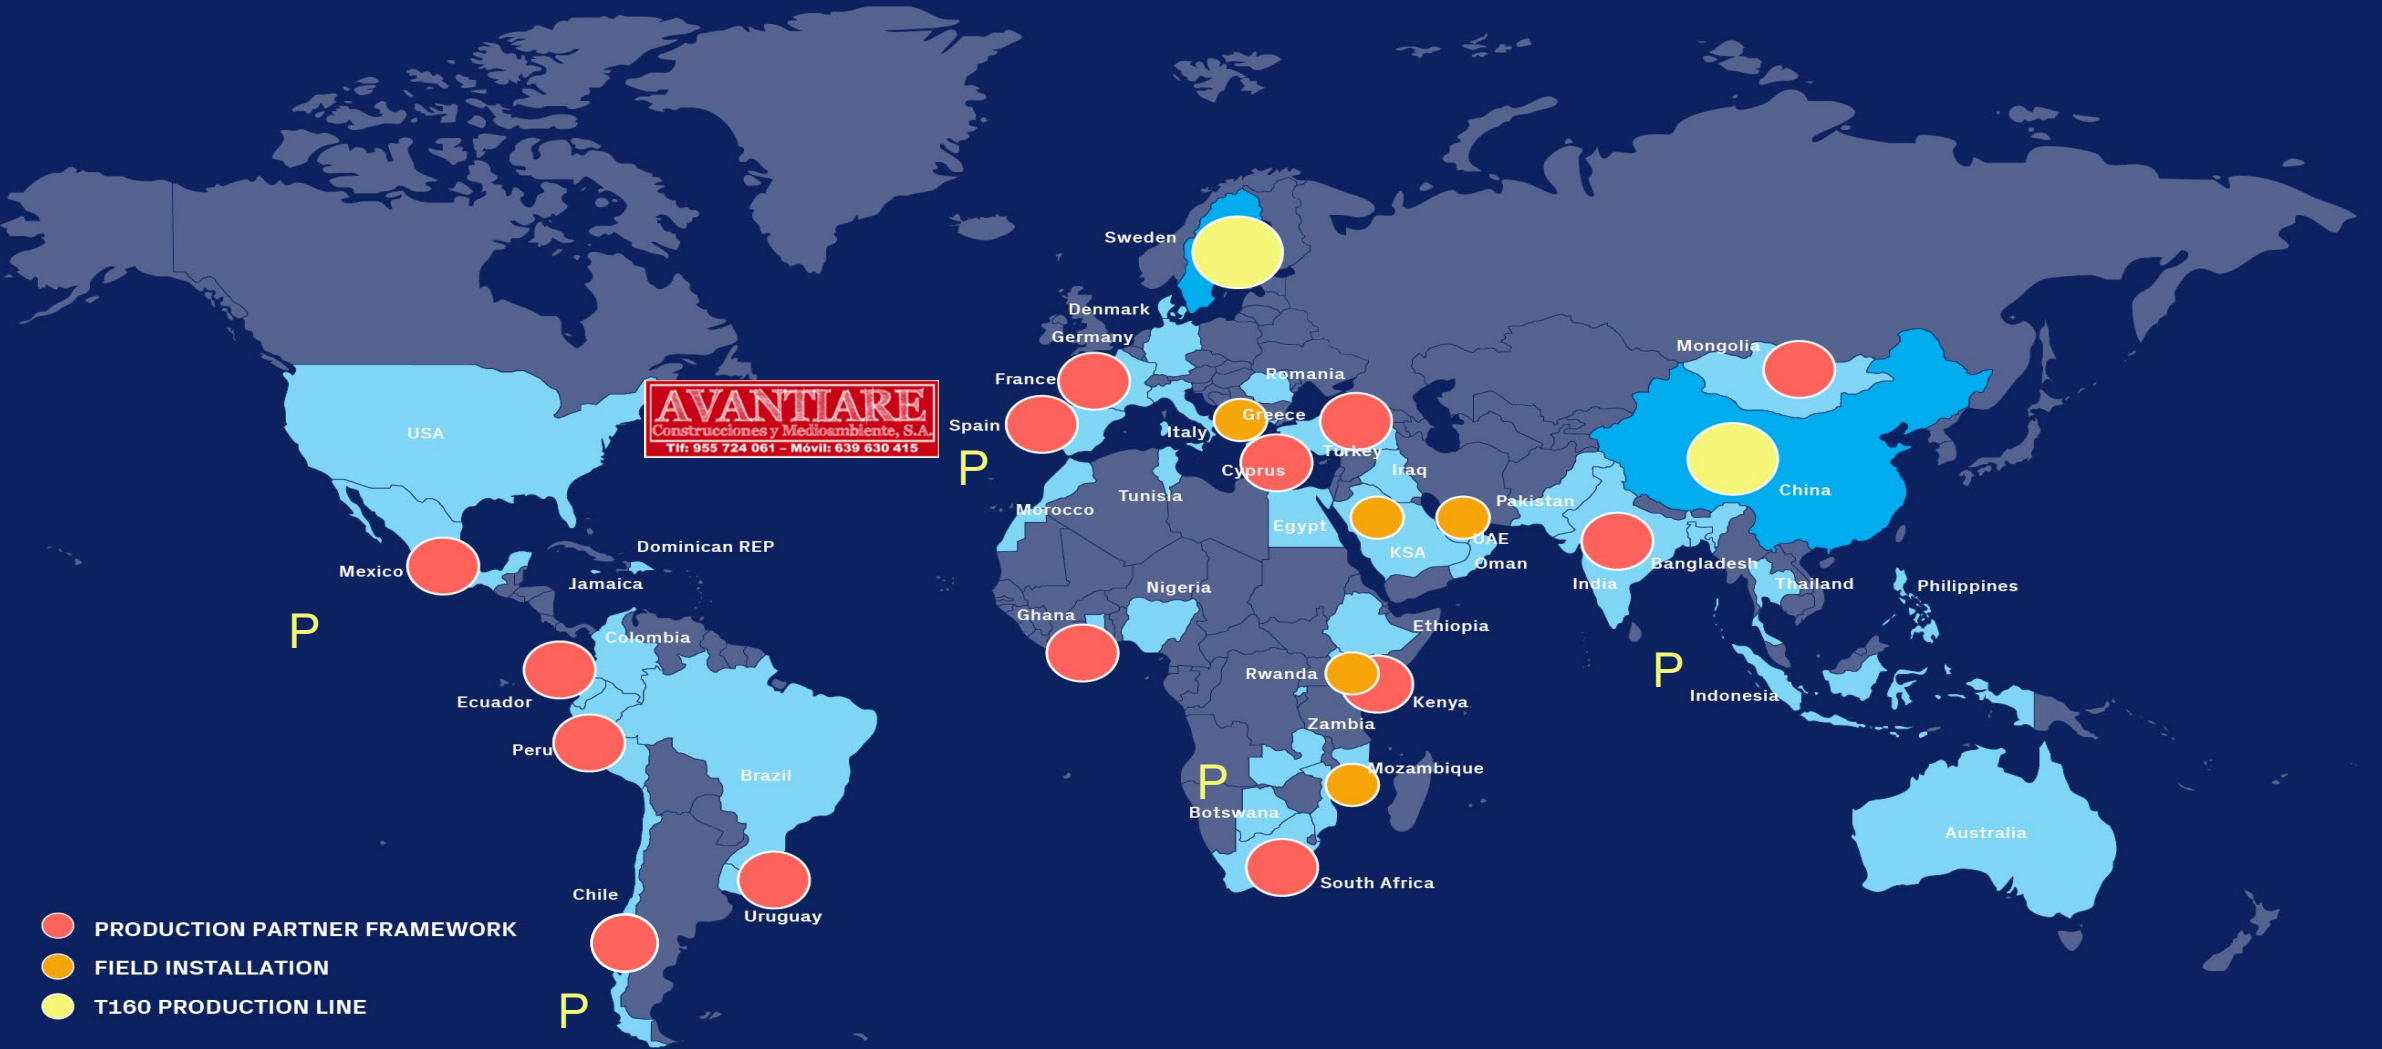 Sweden
Denmark
Germany
Mongolia
Romania
France
AVANTIARE
Construcciones y Medioambiente, S.A.
Tlf: 955 724 061 – Móvil: 639 630 415
Greece
Spain
USA
Italy
Turkey
P
Cyprus
Iraq
China
Tunisia
Pakistan
Morocco
Egypt
UAE
Dominican REP
KSA
Oman
Bangladesh
Mexico
Jamaica
Nigeria
India
Thailand
Philippines
Ghana
P
Colombia
Ethiopia
Rwanda
P
Indonesia
Ecuador
Kenya
Zambia
Peru
Brazil
Mozambique
P
Botswana
Australia
South Africa
Chile
Uruguay
PRODUCTION PARTNER FRAMEWORK
FIELD INSTALLATION
T160 PRODUCTION LINE
P